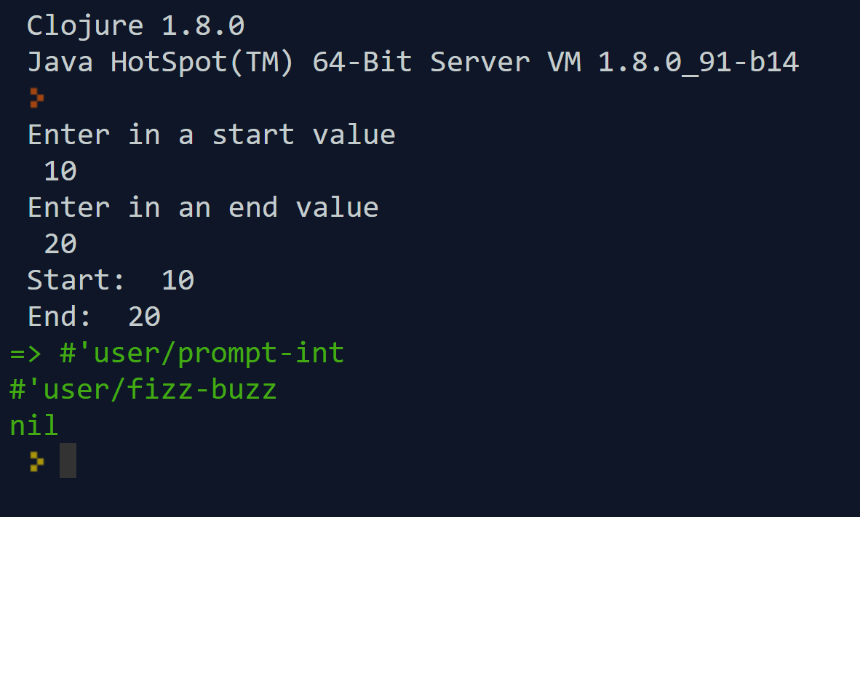 Clojure 1.8.0
Java HotSpot(TM) 64-Bit Server VM 1.8.0_91-b14
>
Enter in a start value
10
Enter in an end value
20
Start:  10
End:  20
=> #'user/prompt-int
#'user/fizz-buzz
nil
>